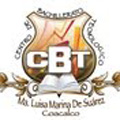 CENTRO DE BACHILLERATO TECNOLOGICO
CBT
Ma. Luisa Marina De Suárez
Coacalco